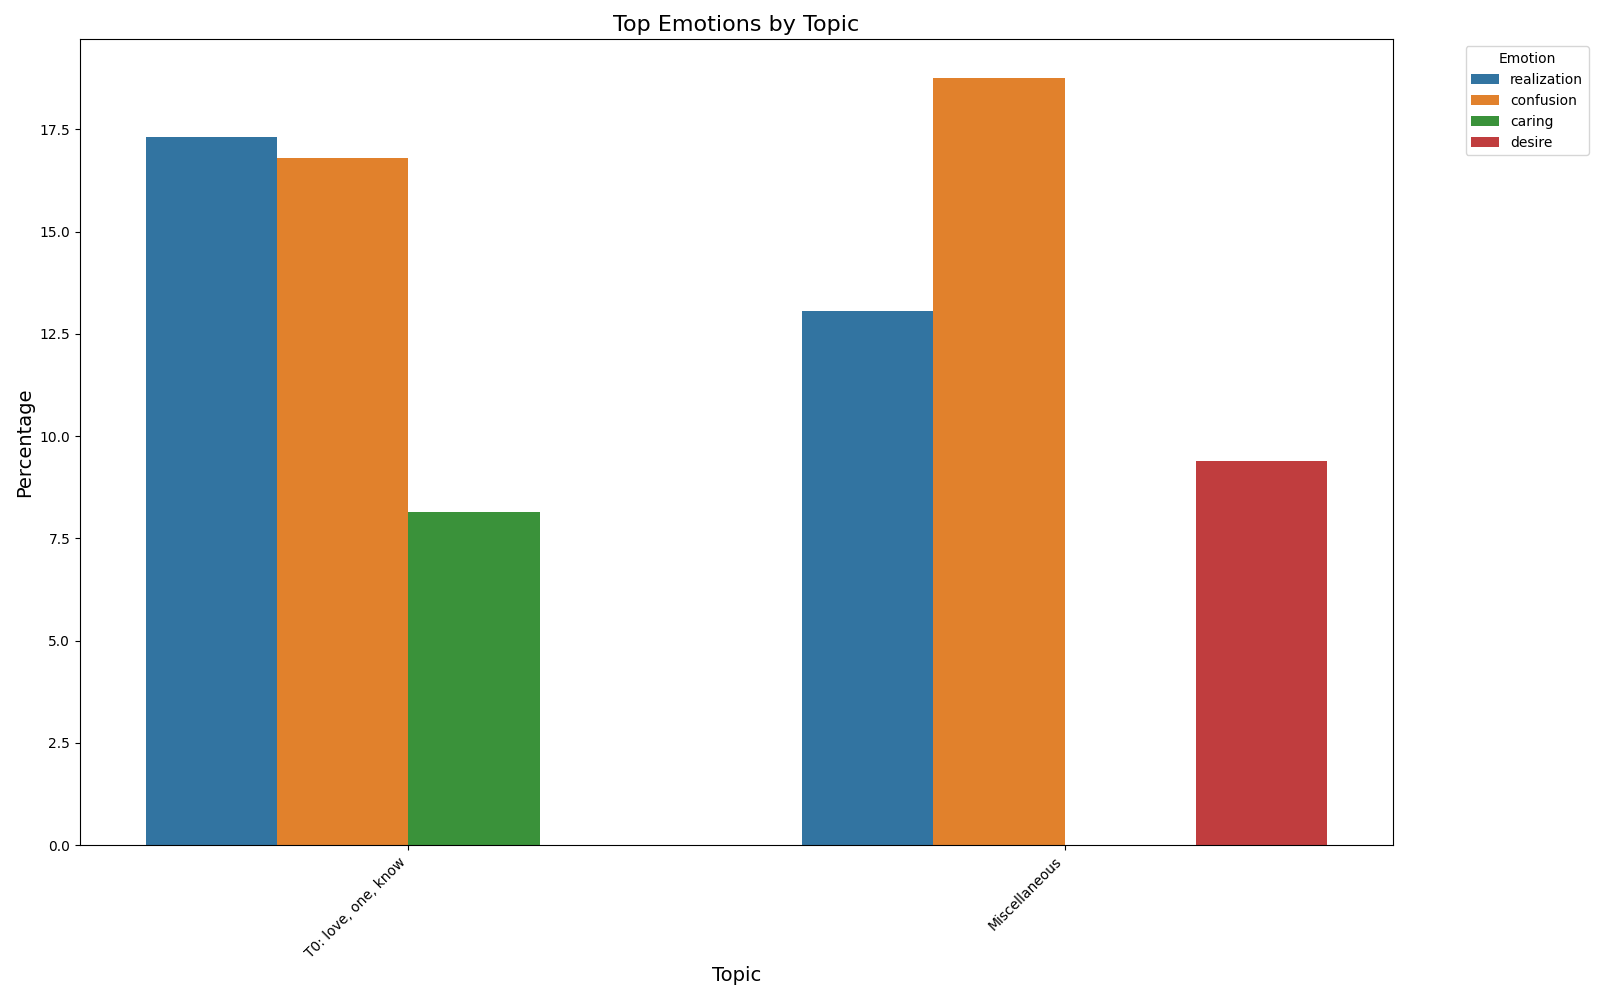 Top Emotions by Topic
Emotion
realization
confusion
caring
desire
Percentage
17.5
15.0
12.5
10.0
7.5
5.0
2.5
0.0
T0: love, one, know
Miscellaneous
Topic